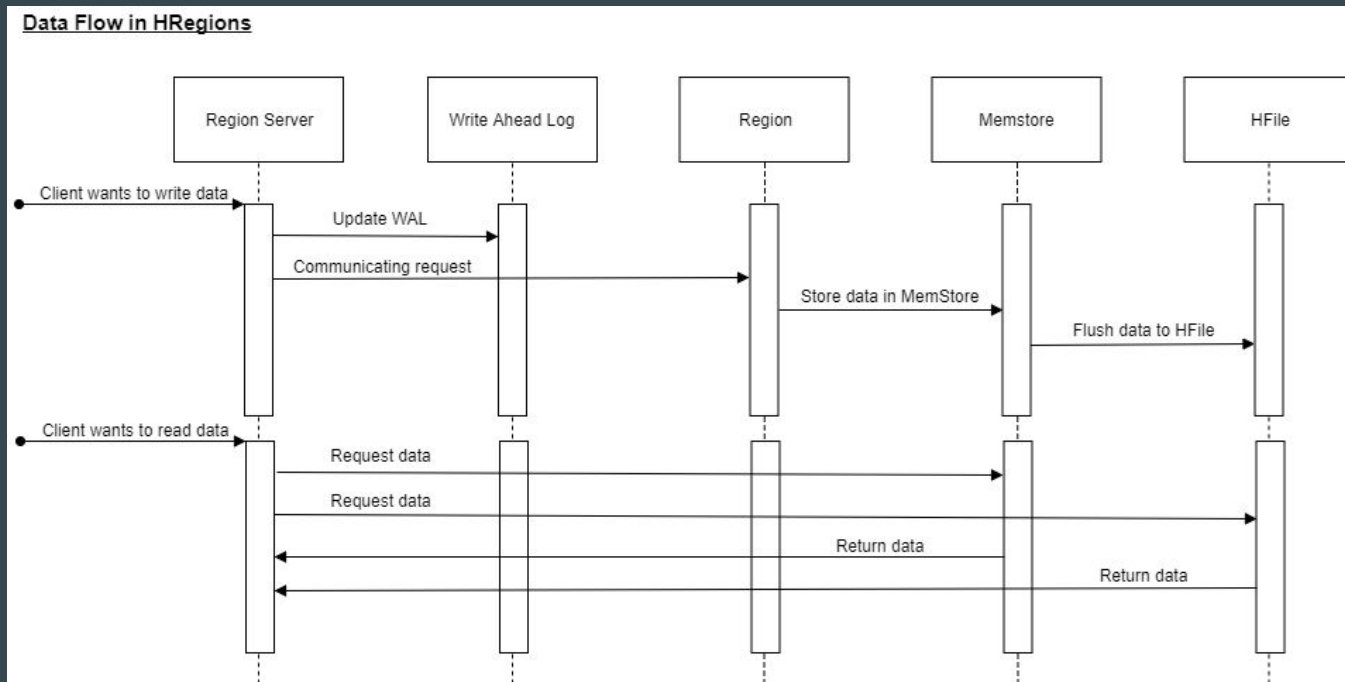 Data Flow in HRegions
Region Server
Write Ahead Log
Region
Memstore
HFile
Client wants to write data
Update WAL
Communicating request
Store data in MemStore
Flush data to HFile
Client wants to read data
Request data
Request data
Return data
Return data